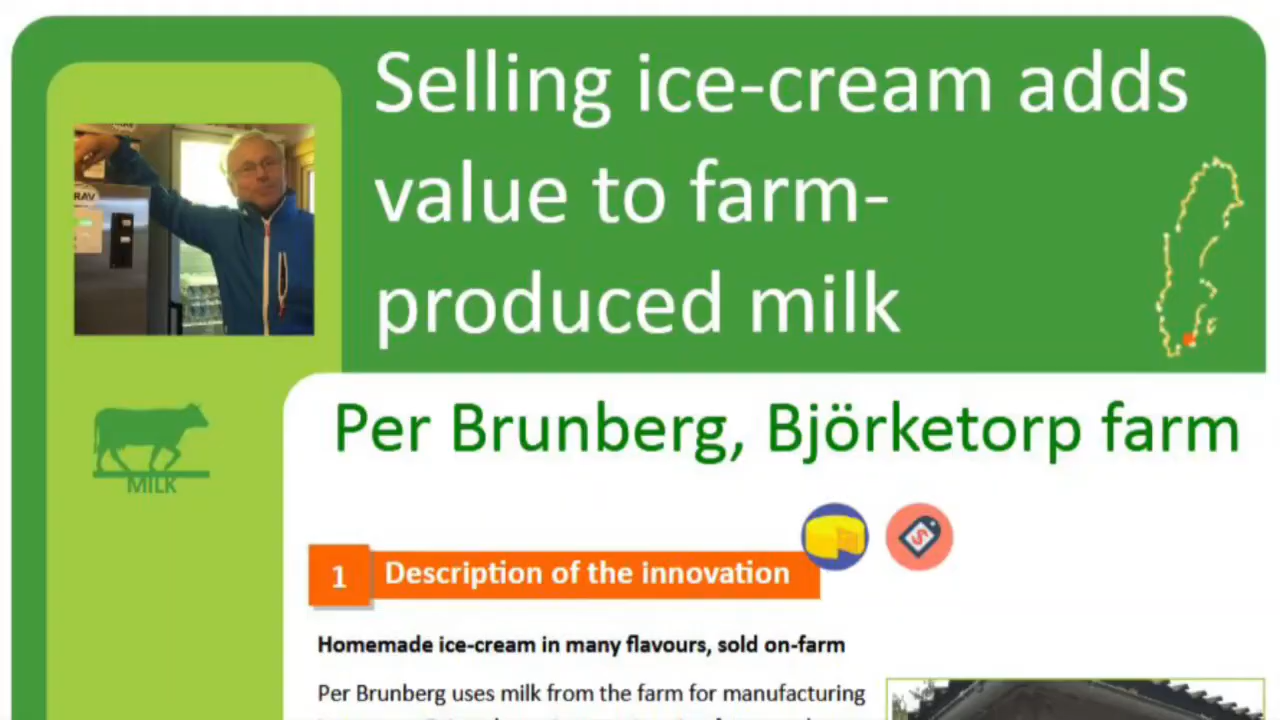 Selling ice-cream adds
value to farm-
produced milk
RAV
MILK
Per Brunberg, Björketorp farm
1 Description of the innovation
Homemade ice-cream in many flavours, sold on-farm
Per Brunberg uses milk from the farm for manufacturing